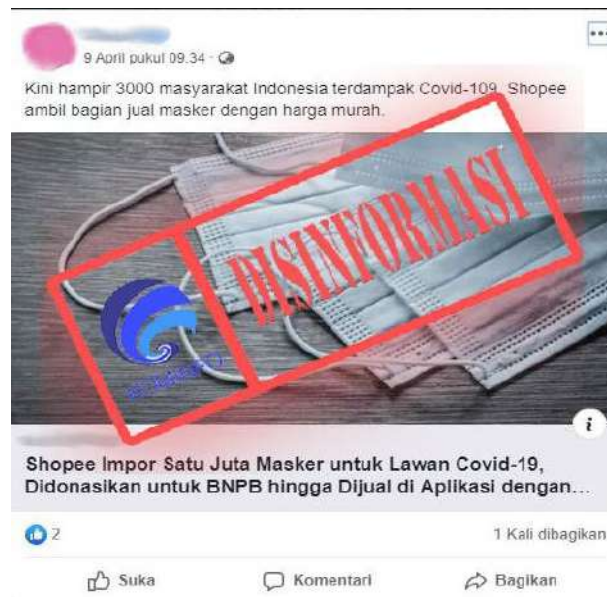 9 April pukul 09.34 ·
Kini hampir 3000 masyarakat Indonesia terdampak Covid-109, Shopee
ambil bagian jual masker dengan harga murah.
DISINFORMASI
KOMINFO
Shopee Impor Satu Juta Masker untuk Lawan Covid-19,
Didonasikan untuk BNPB hingga Dijual di Aplikasi dengan...
2
1 Kali dibagikan
Suka
Komentari
Bagikan